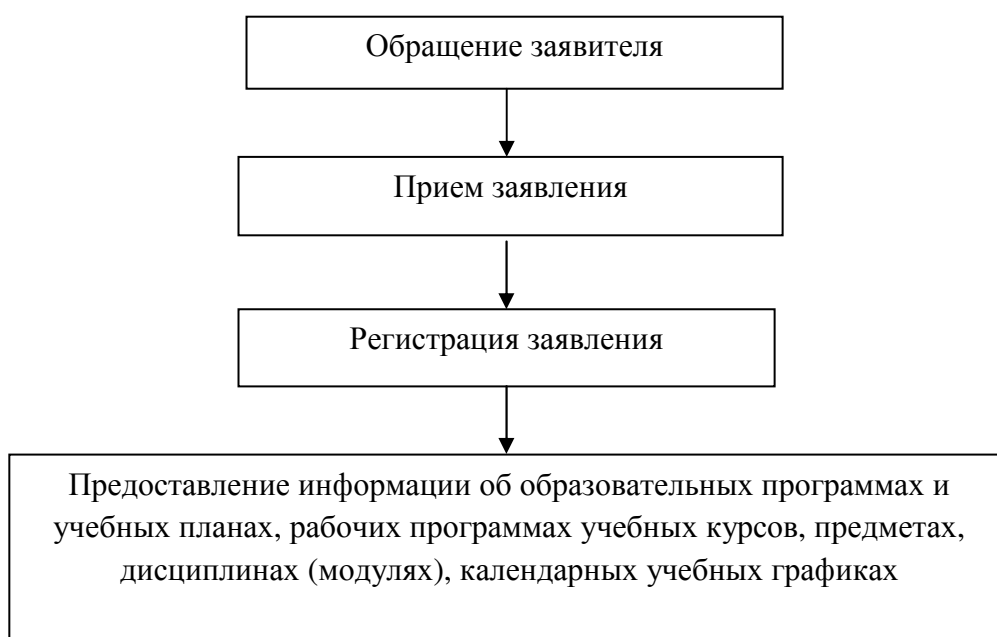 Обращение заявителя
Прием заявления
Регистрация заявления
Предоставление информации об образовательных программах и
учебных планах, рабочих программах учебных курсов, предметах,
дисциплинах (модулях), календарных учебных графиках